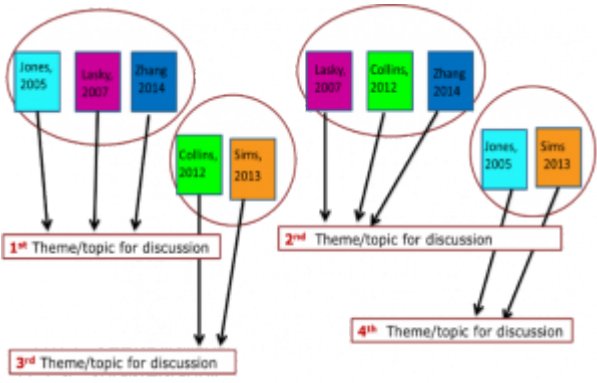 Jones,
2005
Lasky,
2007
Zhang
2014
Collins,
2012
Sims,
2013
1st Theme/topic for discussion
3rd Theme/topic for discussion
Lasky,
2007
Collins,
2012
Zhang
2014
Jones,
2005
Sims
2013
2nd Theme/topic for discussion
4th Theme/topic for discussion